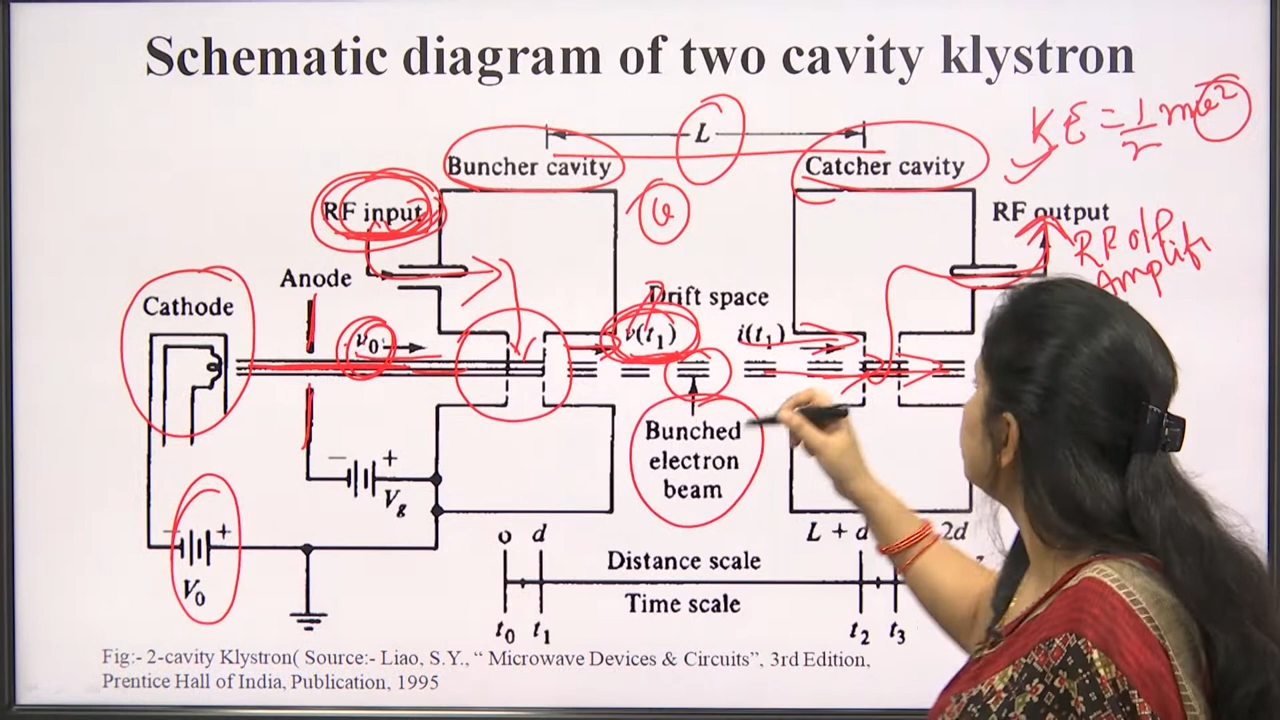 Schematic diagram of two cavity klystron
KE = 1/2 mv²
L
Buncher cavity
Catcher cavity
RF input
RF output
RF o/p
Amplifi
Anode
Cathode
Drift space
v₀
v(t₁)
i(t₁)
Bunched
electron
beam
− +
V_g
− +
V₀
o d
L + d
2d
Distance scale
Time scale
t₀ t₁
t₂ t₃
Fig:- 2-cavity Klystron( Source:- Liao, S.Y., “ Microwave Devices & Circuits”, 3rd Edition,
Prentice Hall of India, Publication, 1995